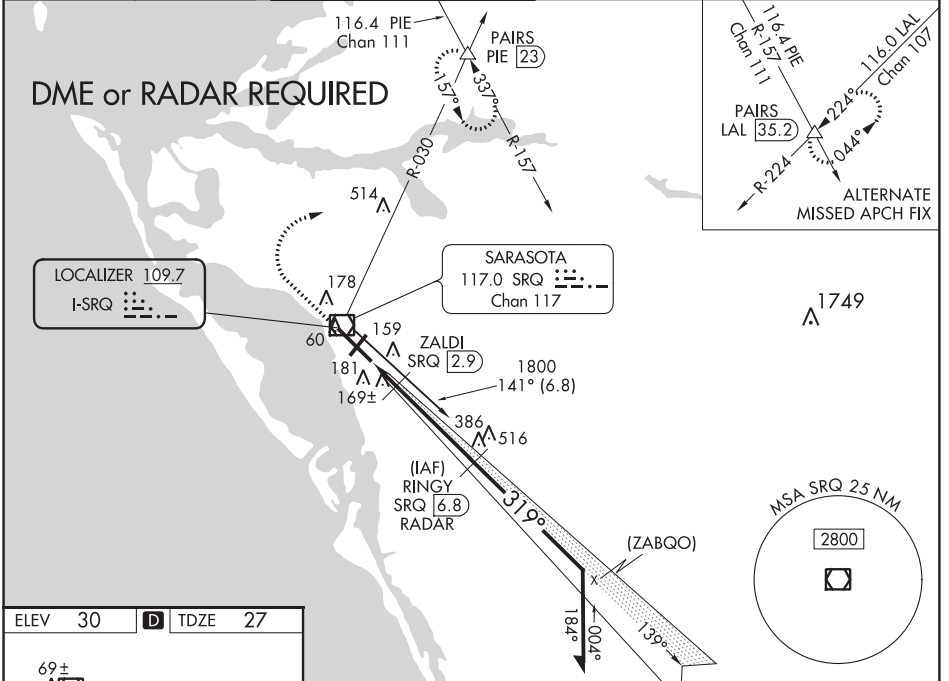 DME or RADAR REQUIRED
116.4 PIE
Chan 111
PAIRS
PIE 23
157°
337°
R-030
R-157
116.4 PIE
R-157
Chan 111
116.0 LAL
Chan 107
PAIRS
LAL 35.2
224°
044°
R-224
ALTERNATE
MISSED APCH FIX
514
LOCALIZER 109.7
I-SRQ
SARASOTA
117.0 SRQ
Chan 117
178
60
159
ZALDI
SRQ 2.9
181
169±
1800
141° (6.8)
1749
386
516
(IAF)
RINGY
SRQ 6.8
RADAR
319°
(ZABQO)
X
184°
004°
139°
MSA SRQ 25 NM
2800
ELEV 30 D TDZE 27
69±